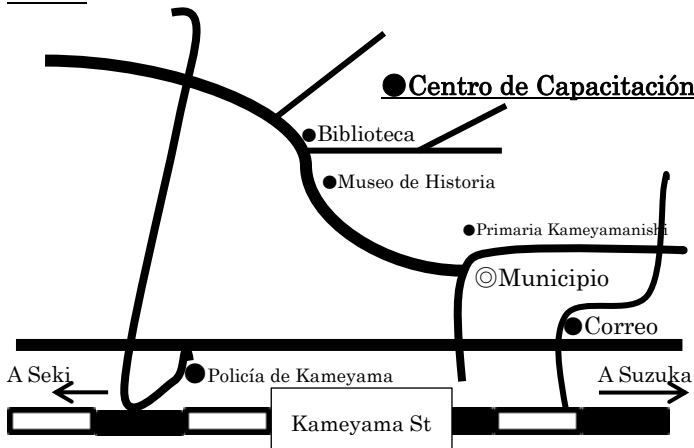 ●Centro de Capacitación
●Biblioteca
●Museo de Historia
●Primaria Kameyamanishi
◎Municipio
●Correo
A Seki
●Policía de Kameyama
A Suzuka
Kameyama St